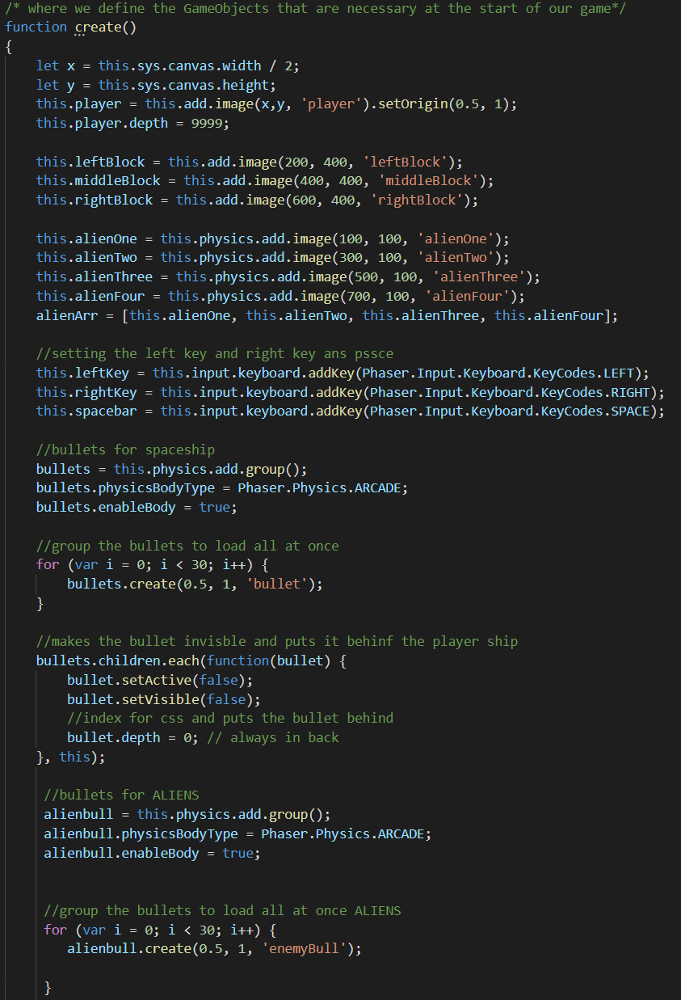 /* where we define the GameObjects that are necessary at the start of our game*/
function create()
{
    let x = this.sys.canvas.width / 2;
    let y = this.sys.canvas.height;
    this.player = this.add.image(x,y, 'player').setOrigin(0.5, 1);
    this.player.depth = 9999;

    this.leftBlock = this.add.image(200, 400, 'leftBlock');
    this.middleBlock = this.add.image(400, 400, 'middleBlock');
    this.rightBlock = this.add.image(600, 400, 'rightBlock');

    this.alienOne = this.physics.add.image(100, 100, 'alienOne');
    this.alienTwo = this.physics.add.image(300, 100, 'alienTwo');
    this.alienThree = this.physics.add.image(500, 100, 'alienThree');
    this.alienFour = this.physics.add.image(700, 100, 'alienFour');
    alienArr = [this.alienOne, this.alienTwo, this.alienThree, this.alienFour];

    //setting the left key and right key ans pssce
    this.leftKey = this.input.keyboard.addKey(Phaser.Input.Keyboard.KeyCodes.LEFT);
    this.rightKey = this.input.keyboard.addKey(Phaser.Input.Keyboard.KeyCodes.RIGHT);
    this.spacebar = this.input.keyboard.addKey(Phaser.Input.Keyboard.KeyCodes.SPACE);

    //bullets for spaceship
    bullets = this.physics.add.group();
    bullets.physicsBodyType = Phaser.Physics.ARCADE;
    bullets.enableBody = true;

    //group the bullets to load all at once
    for (var i = 0; i < 30; i++) {
        bullets.create(0.5, 1, 'bullet');
    }

    //makes the bullet invisble and puts it behinf the player ship
    bullets.children.each(function(bullet) {
        bullet.setActive(false);
        bullet.setVisible(false);
        //index for css and puts the bullet behind
        bullet.depth = 0; // always in back
    }, this);

     //bullets for ALIENS
     alienbull = this.physics.add.group();
     alienbull.physicsBodyType = Phaser.Physics.ARCADE;
     alienbull.enableBody = true;


     //group the bullets to load all at once ALIENS
     for (var i = 0; i < 30; i++) {
        alienbull.create(0.5, 1, 'enemyBull');

     }